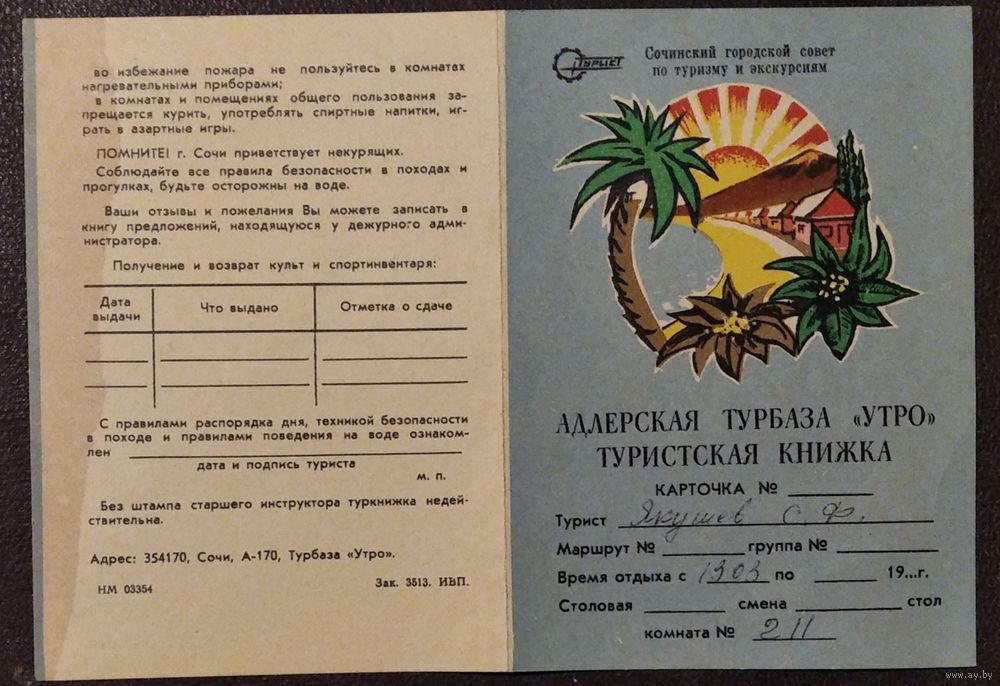 во избежание пожара не пользуйтесь в комнатах
нагревательными приборами;
в комнатах и помещениях общего пользования за-
прещается курить, употреблять спиртные напитки, иг-
рать в азартные игры.
ПОМНИТЕ! г. Сочи приветствует некурящих.
Соблюдайте все правила безопасности в походах и
прогулках, будьте осторожны на воде.
Ваши отзывы и пожелания Вы можете записать в
книгу предложений, находящуюся у дежурного адми-
нистратора.
Получение и возврат культ и спортинвентаря:
Дата выдачи Что выдано Отметка о сдаче
С правилами распорядка дня, техникой безопасности
в походе и правилами поведения на воде ознаком-
лен
дата и подпись туриста
м. п.
Без штампа старшего инструктора туркнижка недей-
ствительна.
Адрес: 354170, Сочи, А-170, Турбаза «Утро».
НМ 03354 Зак. 3513. ИВП.
ТУРИСТ
Сочинский городской совет
по туризму и экскурсиям
АДЛЕРСКАЯ ТУРБАЗА «УТРО»
ТУРИСТСКАЯ КНИЖКА
КАРТОЧКА №
Турист Якушев С. Ф.
Маршрут № группа №
Время отдыха с 1303 по 19...г.
Столовая смена стол
комната № 211
www.ay.by